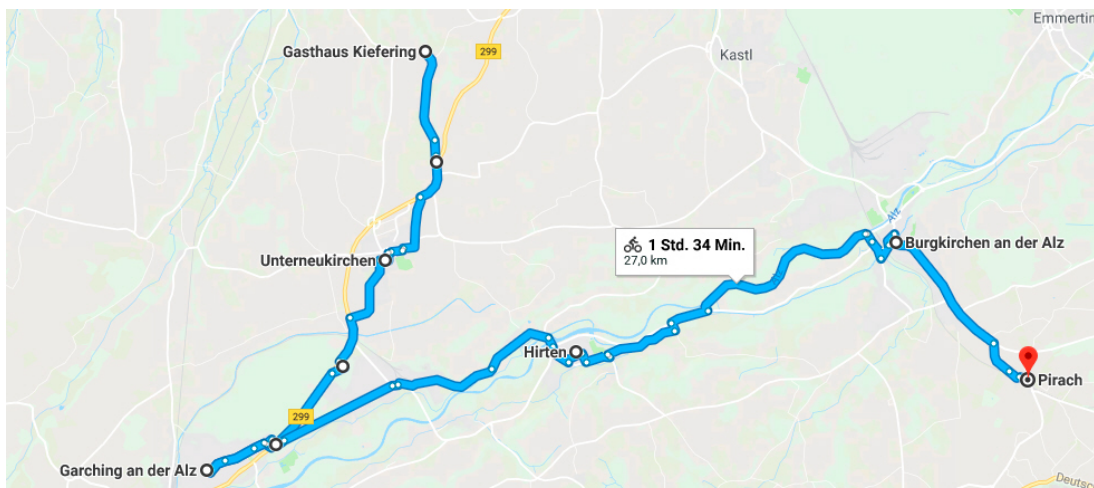 Emmertin
Gasthaus Kiefering
299
Kastl
Alz
1 Std. 34 Min.
27,0 km
Burgkirchen an der Alz
Unterneukirchen
Hirten
Pirach
299
Garching an der Alz
Deutsc